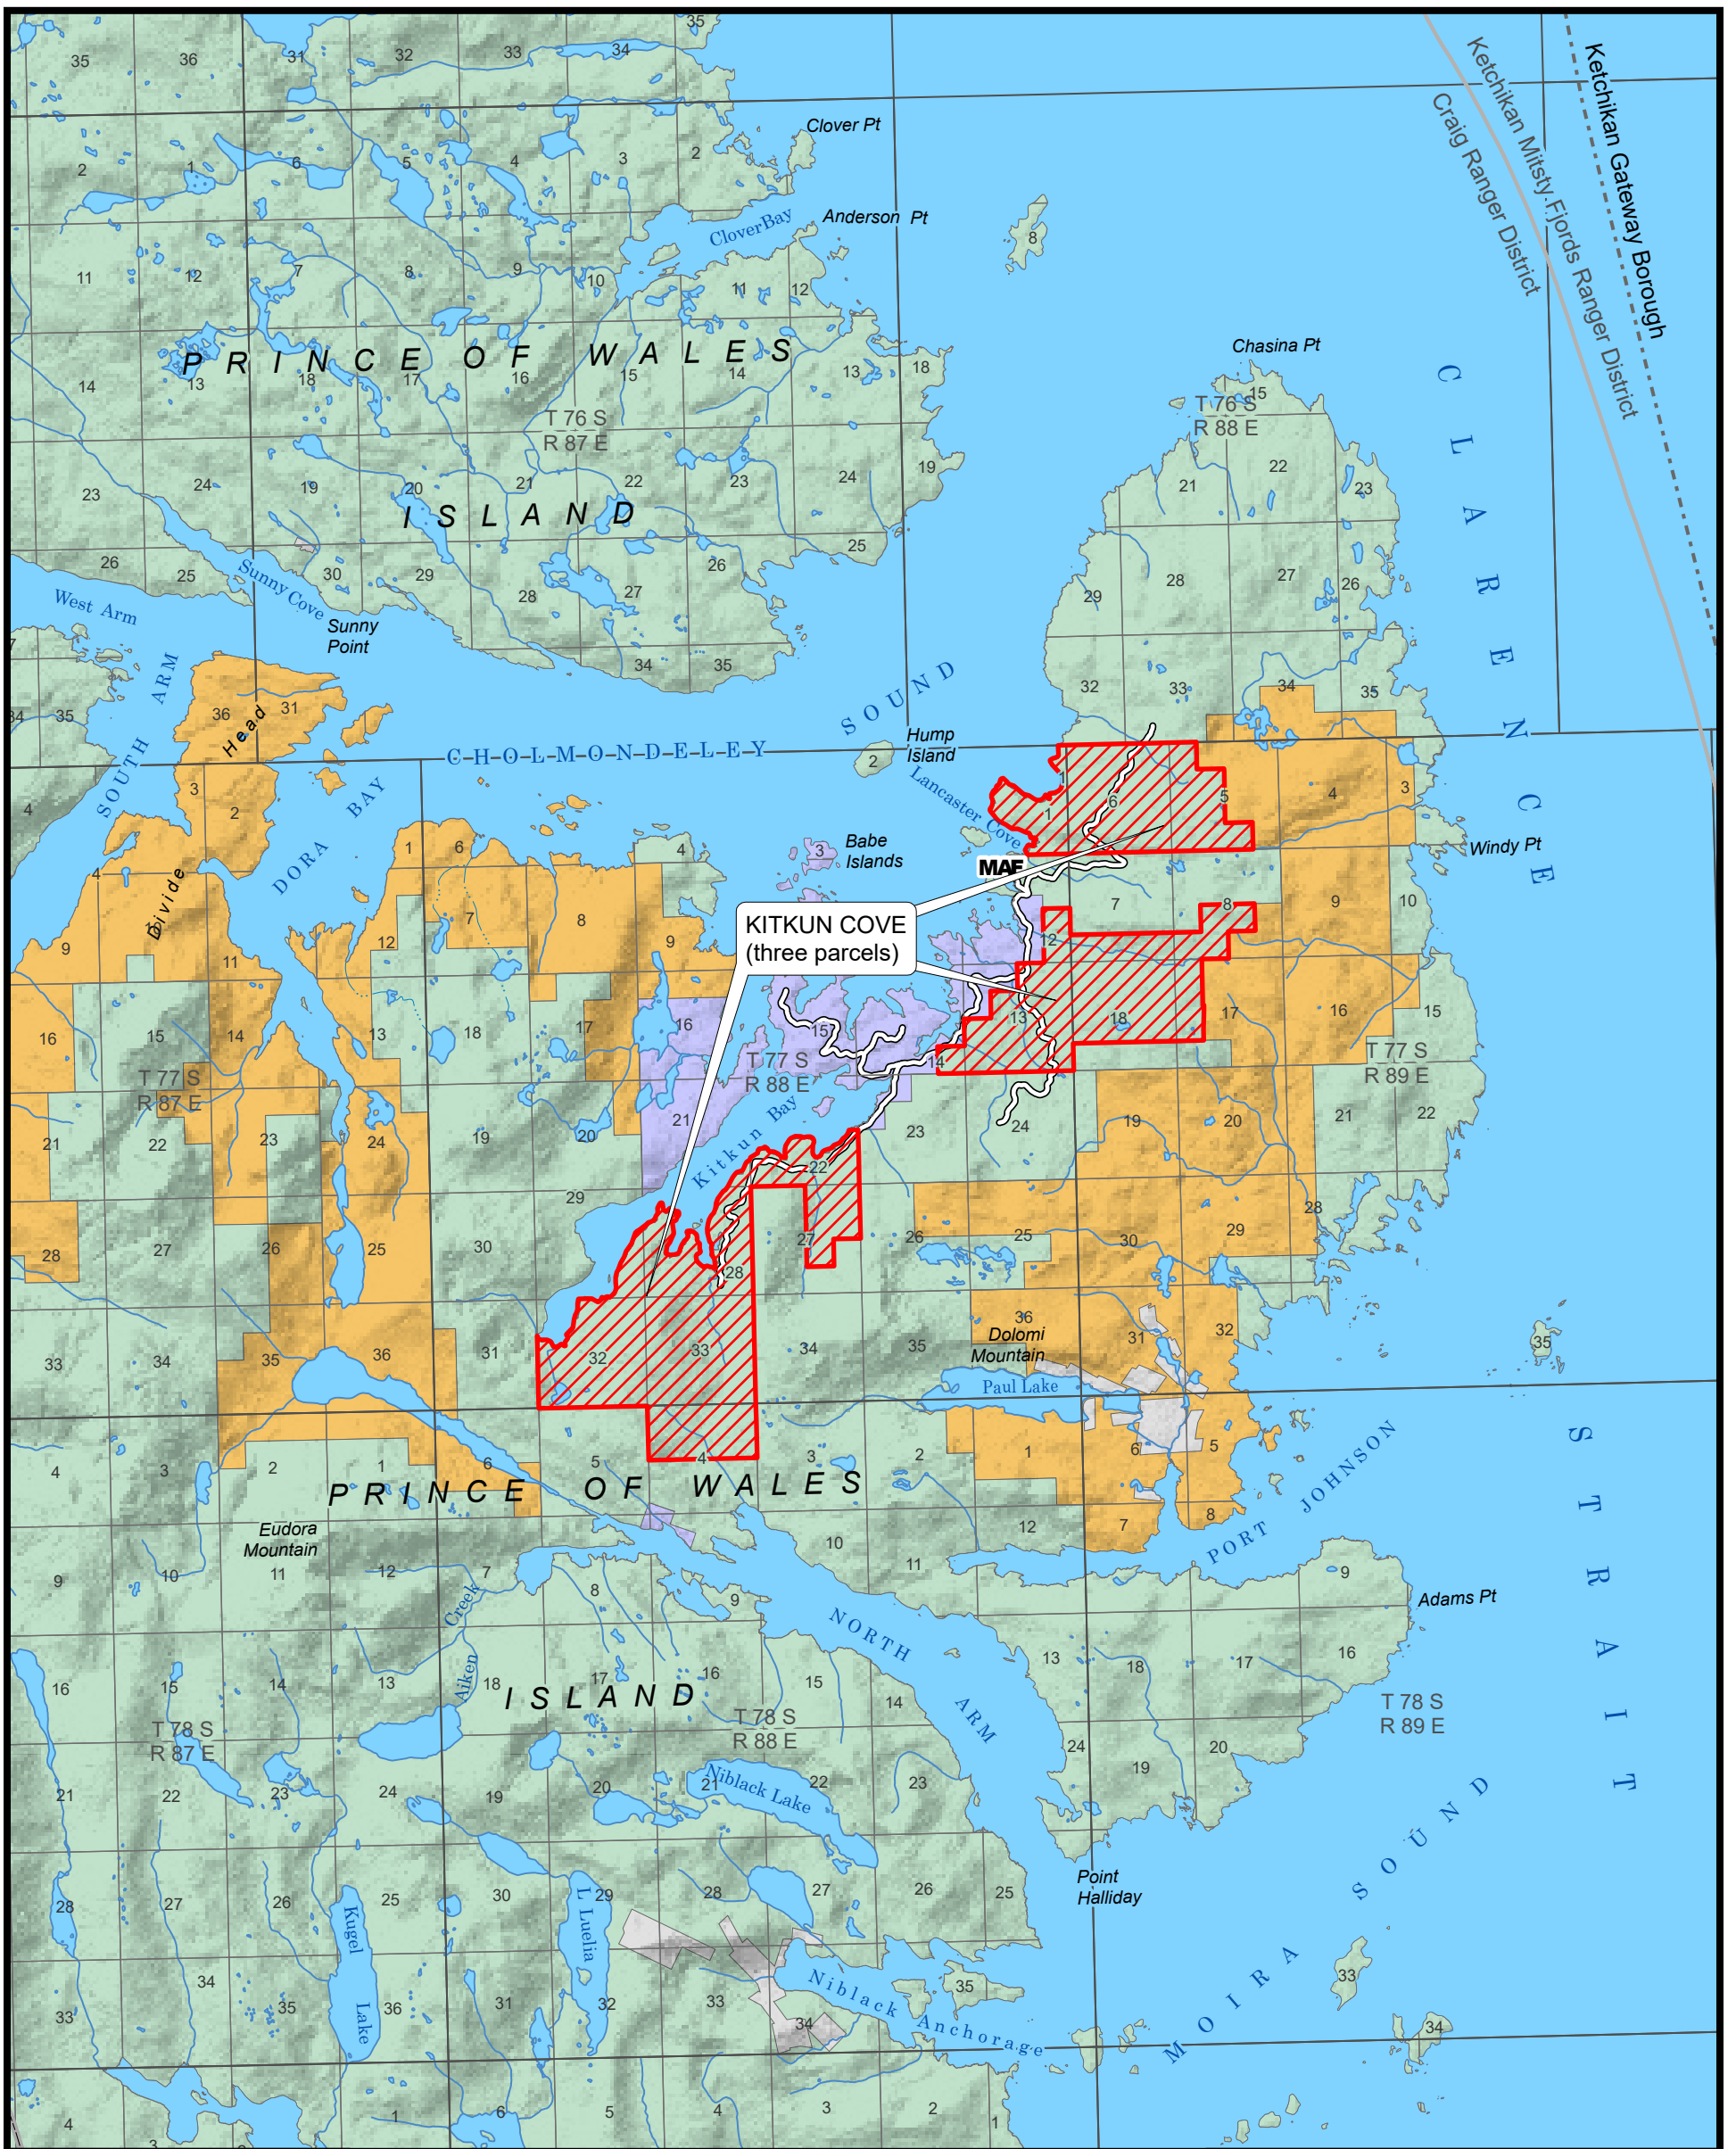 Clover Pt
Clover Bay
Anderson Pt
Ketchikan Gateway Borough
Ketchikan Mitsty Fjords Ranger District
Craig Ranger District
PRINCE OF WALES
ISLAND
T 76 S
R 87 E
Chasina Pt
T 76 S
R 88 E
CLARENCE
STRAIT
West Arm
Sunny Cove
Sunny
Point
SOUTH ARM
Head
Divide
DORA BAY
CHOLMONDELEY
SOUND
Hump
Island
Lancaster Cove
Babe
Islands
MAF
Windy Pt
KITKUN COVE
(three parcels)
T 77 S
R 87 E
T 77 S
R 88 E
T 77 S
R 89 E
Kitkun Bay
Dolomi
Mountain
Paul Lake
PORT JOHNSON
PRINCE OF WALES
ISLAND
Eudora
Mountain
Aiken Creek
NORTH
ARM
Adams Pt
T 78 S
R 87 E
T 78 S
R 88 E
T 78 S
R 89 E
Niblack Lake
Point
Halliday
Kugel
Lake
L Luelia
Niblack Anchorage
MOIRA SOUND